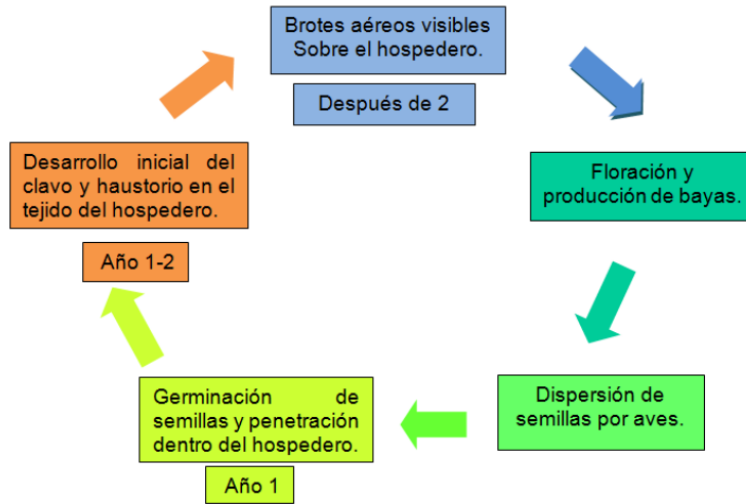 Brotes aéreos visibles
Sobre el hospedero.
Después de 2
Floración y
producción de bayas.
Dispersión de
semillas por aves.
Germinación de
semillas y penetración
dentro del hospedero.
Año 1
Desarrollo inicial del
clavo y haustorio en el
tejido del hospedero.
Año 1-2